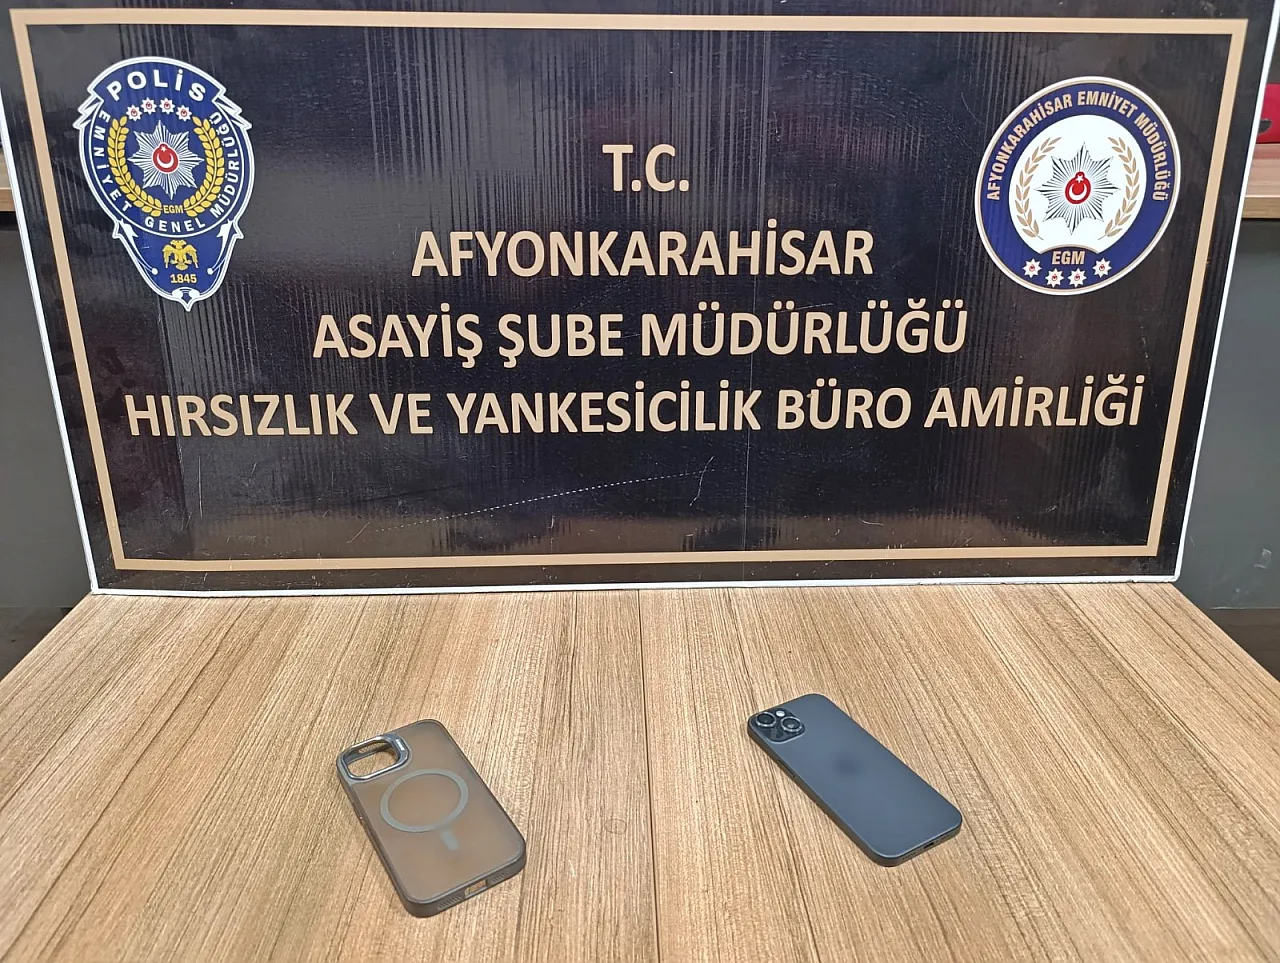 POLİS
EMNİYET GENEL MÜDÜRLÜĞÜ
EGM
1845
AFYONKARAHİSAR EMNİYET MÜDÜRLÜĞÜ
EGM
T.C.
AFYONKARAHİSAR
ASAYİŞ ŞUBE MÜDÜRLÜĞÜ
HIRSIZLIK VE YANKESİCİLİK BÜRO AMİRLİĞİ